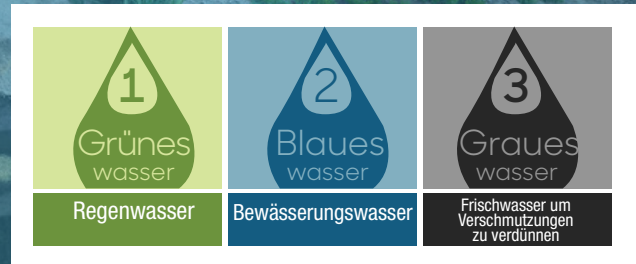 1
Grünes
wasser
Regenwasser
2
Blaues
wasser
Bewässerungswasser
3
Graues
wasser
Frischwasser um
Verschmutzungen
zu verdünnen